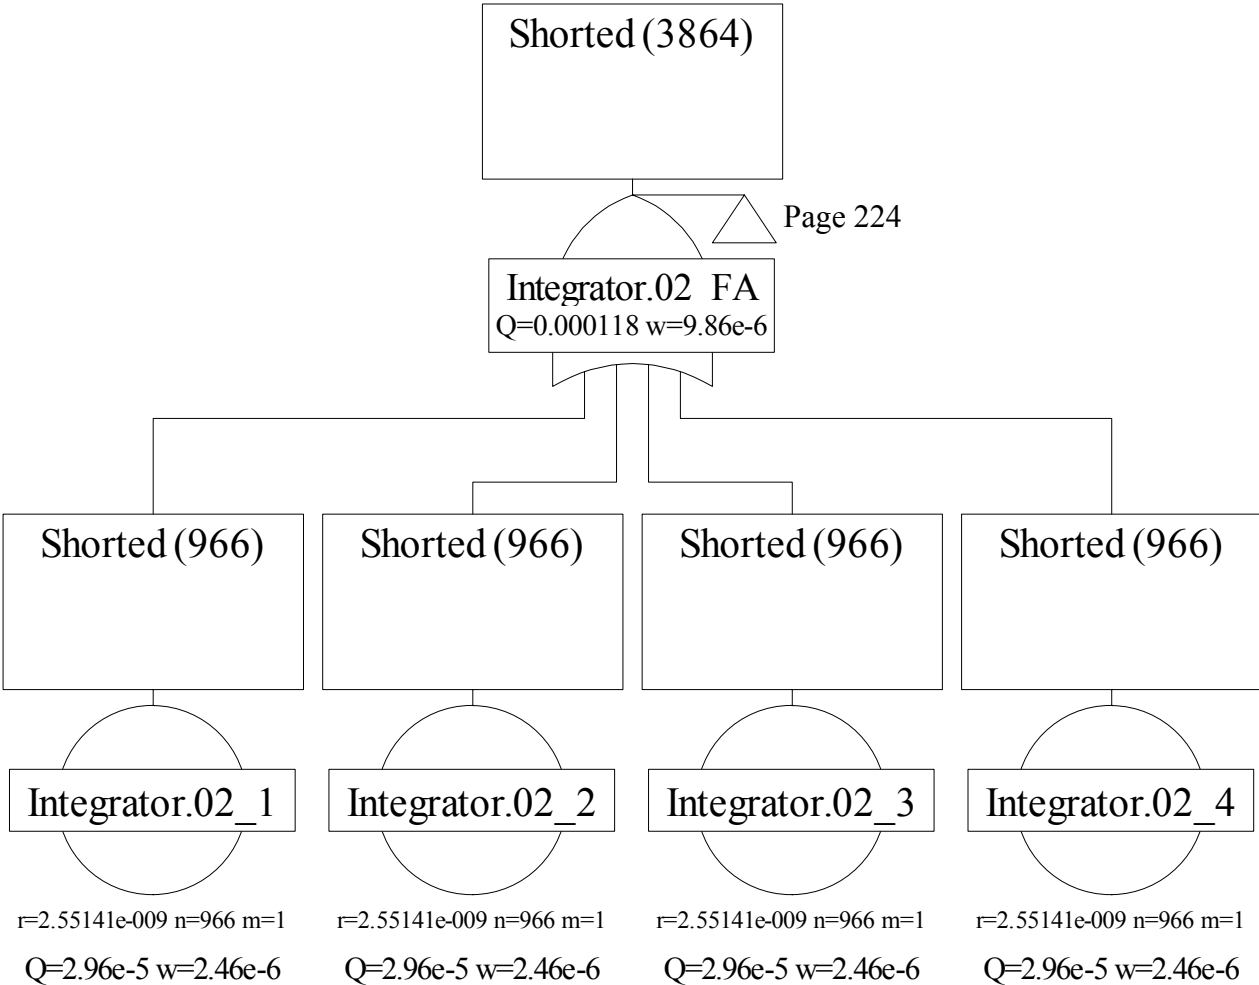 Shorted (3864)
Page 224
Integrator.02_FA
Q=0.000118 w=9.86e-6
Shorted (966)
Shorted (966)
Shorted (966)
Shorted (966)
Integrator.02_1
Integrator.02_2
Integrator.02_3
Integrator.02_4
r=2.55141e-009 n=966 m=1
r=2.55141e-009 n=966 m=1
r=2.55141e-009 n=966 m=1
r=2.55141e-009 n=966 m=1
Q=2.96e-5 w=2.46e-6
Q=2.96e-5 w=2.46e-6
Q=2.96e-5 w=2.46e-6
Q=2.96e-5 w=2.46e-6